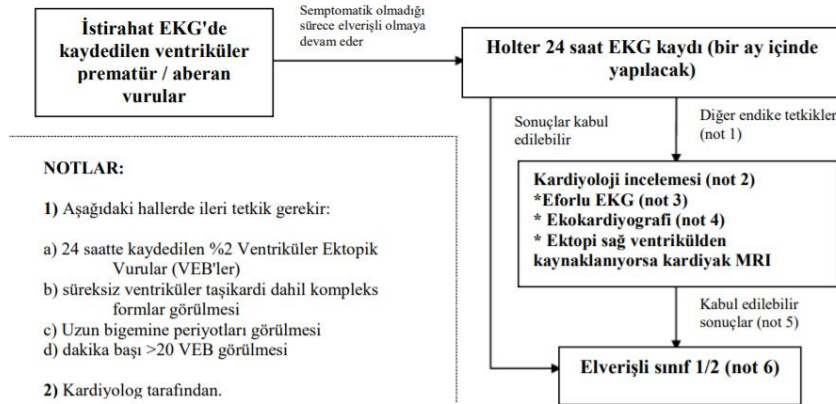 İstirahat EKG'de
kaydedilen ventriküler
prematür / aberan
vurular
Semptomatik olmadığı
sürece elverişli olmaya
devam eder
Holter 24 saat EKG kaydı (bir ay içinde
yapılacak)
Sonuçlar kabul
edilebilir
Diğer endike tetkikler
(not 1)
Kardiyoloji incelemesi (not 2)
*Eforlu EKG (not 3)
* Ekokardiyografi (not 4)
* Ektopi sağ ventrikülden
kaynaklanıyorsa kardiyak MRI
Kabul edilebilir
sonuçlar (not 5)
Elverişli sınıf 1/2 (not 6)
NOTLAR:
1) Aşağıdaki hallerde ileri tetkik gerekir:
a) 24 saatte kaydedilen %2 Ventriküler Ektopik
Vurular (VEB'ler)
b) süreksiz ventriküler taşikardi dahil kompleks
formlar görülmesi
c) Uzun bigemine periyotları görülmesi
d) dakika başı >20 VEB görülmesi
2) Kardiyolog tarafından.